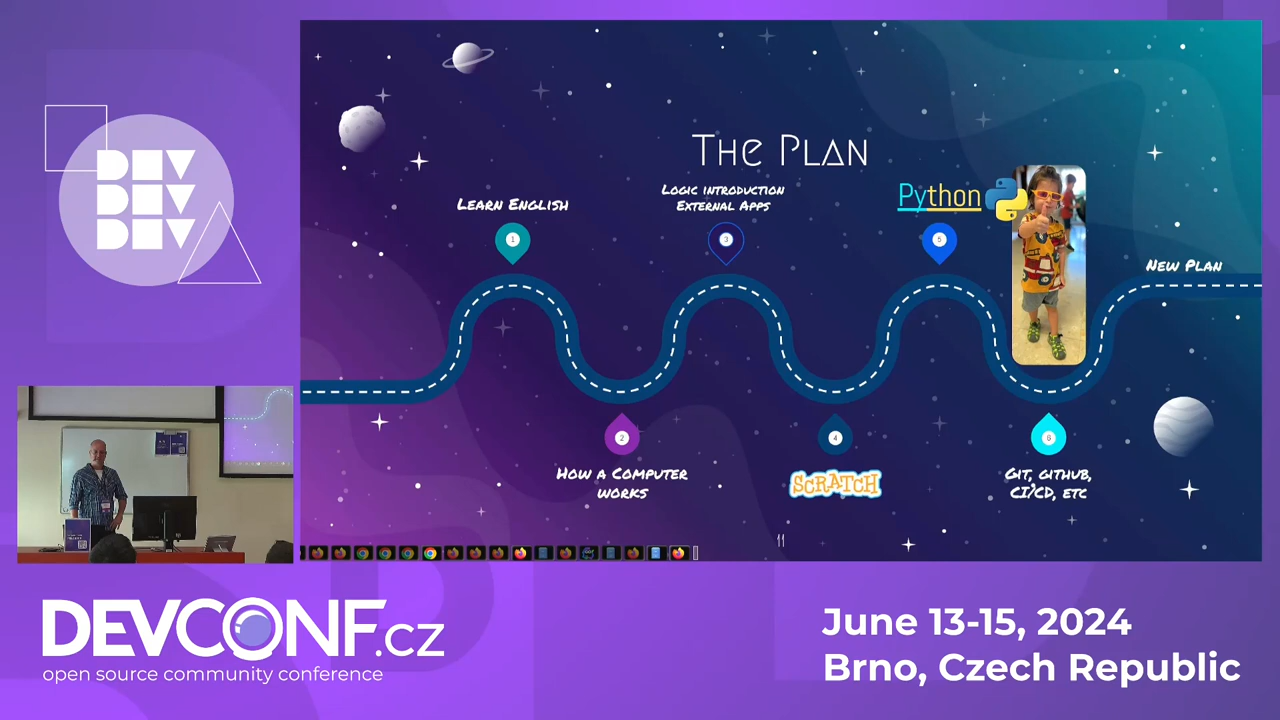 The Plan
Learn English
Logic introduction
External Apps
Python
New Plan
1
3
5
2
4
6
How a Computer
works
SCRATCH
Git, github,
CI/CD, etc
11
DEV
DEV
DEV
DEVCONF.cz
open source community conference
June 13-15, 2024
Brno, Czech Republic